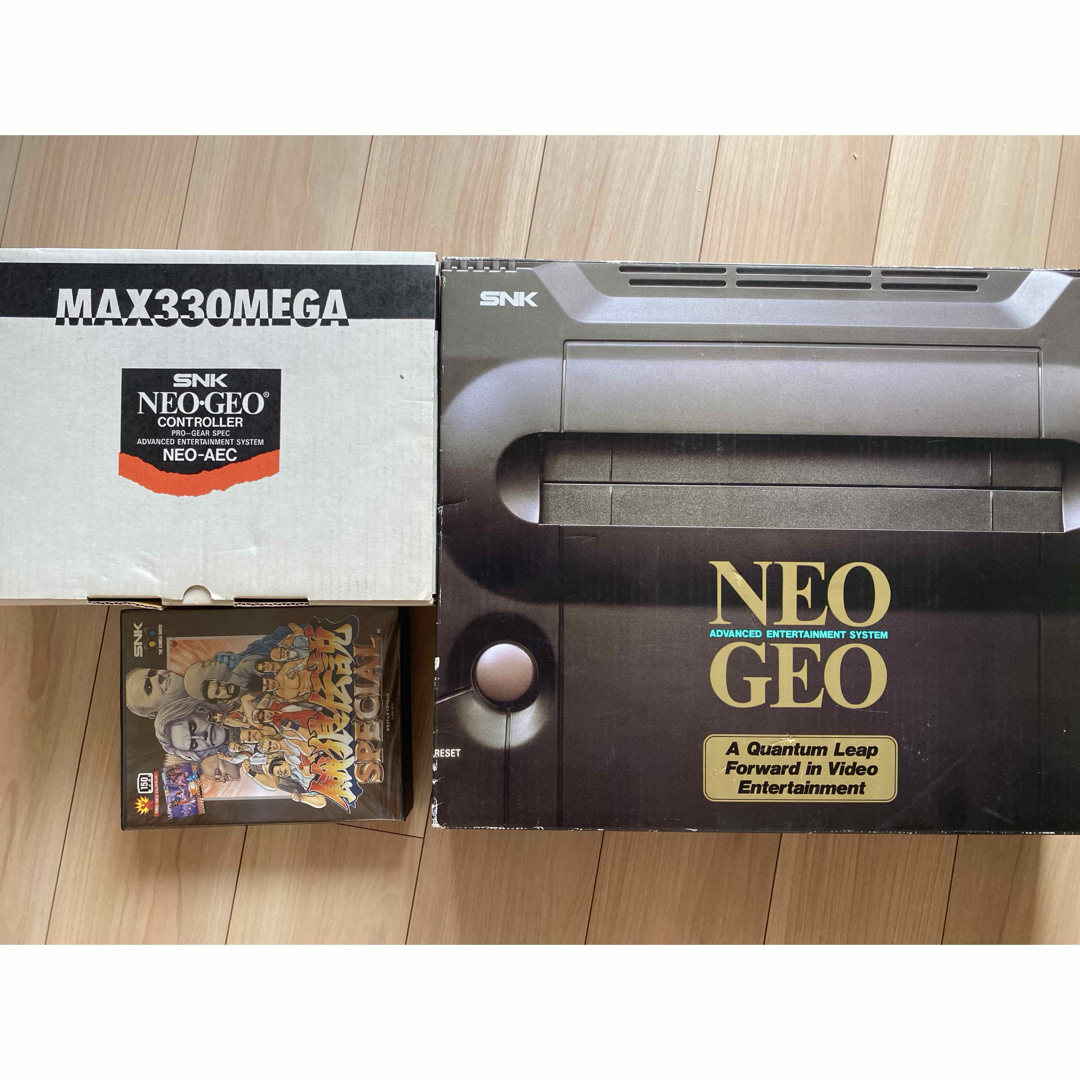 MAX330MEGA
SNK
NEO·GEO®
CONTROLLER
PRO-GEAR SPEC
ADVANCED ENTERTAINMENT SYSTEM
NEO-AEC
SNK
餓狼伝説
SPECIAL
150
SNK
NEO
ADVANCED ENTERTAINMENT SYSTEM
GEO
A Quantum Leap
Forward in Video
Entertainment
RESET